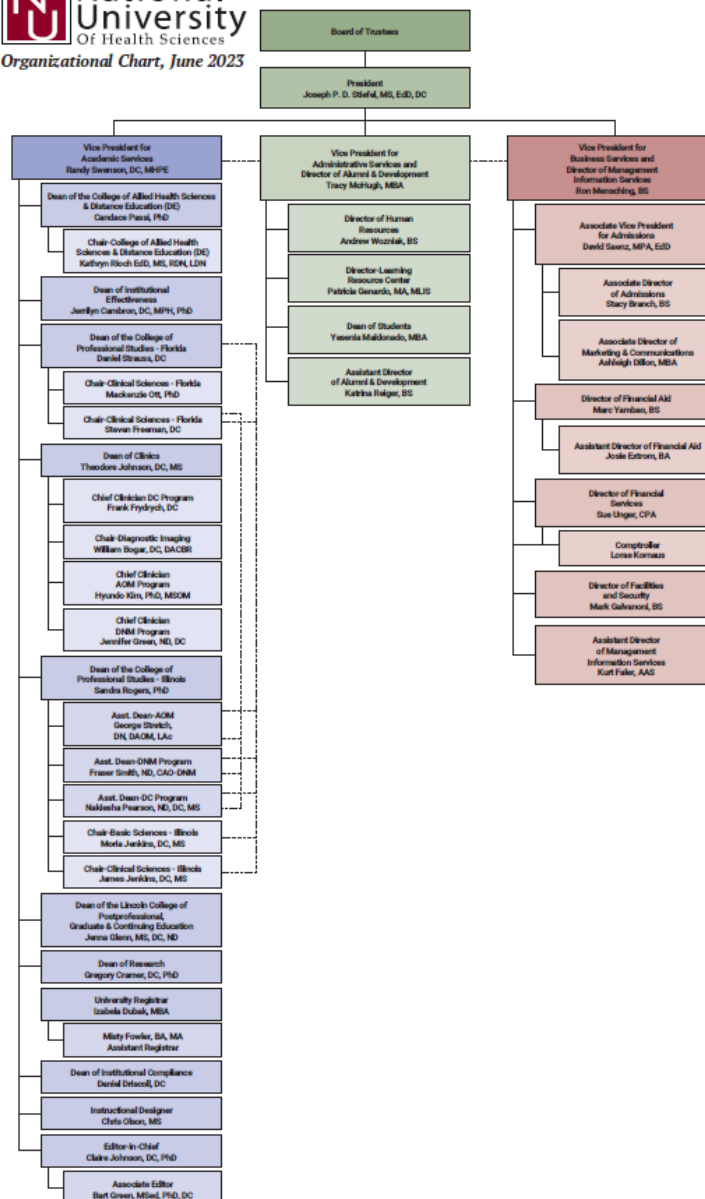 NU
University
Of Health Sciences
Organizational Chart, June 2023
Board of Trustees
President
Joseph P. D. Stiefel, MS, EdD, DC
Vice President for
Academic Services
Randy Swenson, DC, MHPE
Dean of the College of Allied Health Sciences
& Distance Education (DE)
Candace Passi, PhD
Chair-College of Allied Health
Sciences & Distance Education (DE)
Kathryn Rioch EdD, MS, RDN, LDN
Dean of Institutional
Effectiveness
Jerrilyn Cambron, DC, MPH, PhD
Dean of the College of
Professional Studies - Florida
Daniel Strauss, DC
Chair-Clinical Sciences - Florida
Mackenzie Ott, PhD
Chair-Clinical Sciences - Florida
Steven Freeman, DC
Dean of Clinics
Theodore Johnson, DC, MS
Chief Clinician DC Program
Frank Frydrych, DC
Chair-Diagnostic Imaging
William Bogar, DC, DACBR
Chief Clinician
AOM Program
Hyundo Kim, PhD, MSOM
Chief Clinician
DNM Program
Jennifer Green, ND, DC
Dean of the College of
Professional Studies - Illinois
Sandra Rogers, PhD
Asst. Dean-AOM
George Stretch,
DN, DAOM, LAc
Asst. Dean-DNM Program
Fraser Smith, ND, CAO-DNM
Asst. Dean-DC Program
Nakiesha Pearson, ND, DC, MS
Chair-Basic Sciences - Illinois
Morla Jenkins, DC, MS
Chair-Clinical Sciences - Illinois
James Jenkins, DC, MS
Dean of the Lincoln College of
Postprofessional,
Graduate & Continuing Education
Jenna Glenn, MS, DC, ND
Dean of Research
Gregory Cramer, DC, PhD
University Registrar
Izabela Dubak, MBA
Misty Fowler, BA, MA
Assistant Registrar
Dean of Institutional Compliance
Daniel Driscoll, DC
Instructional Designer
Chris Olson, MS
Editor-in-Chief
Claire Johnson, DC, PhD
Associate Editor
Bart Green, MSed, PhD, DC
Vice President for
Administrative Services and
Director of Alumni & Development
Tracy McHugh, MBA
Director of Human
Resources
Andrew Wozniak, BS
Director-Learning
Resource Center
Patricia Genardo, MA, MLIS
Dean of Students
Yesenia Maldonado, MBA
Assistant Director
of Alumni & Development
Katrina Reiger, BS
Vice President for
Business Services and
Director of Management
Information Services
Ron Mensching, BS
Associate Vice President
for Admissions
David Saenz, MPA, EdD
Associate Director
of Admissions
Stacy Branch, BS
Associate Director of
Marketing & Communications
Ashleigh Dillon, MBA
Director of Financial Aid
Marc Yambao, BS
Assistant Director of Financial Aid
Josie Extrom, BA
Director of Financial
Services
Sue Unger, CPA
Comptroller
Lorae Kornaus
Director of Facilities
and Security
Mark Galvanoni, BS
Assistant Director
of Management
Information Services
Kurt Faler, AAS